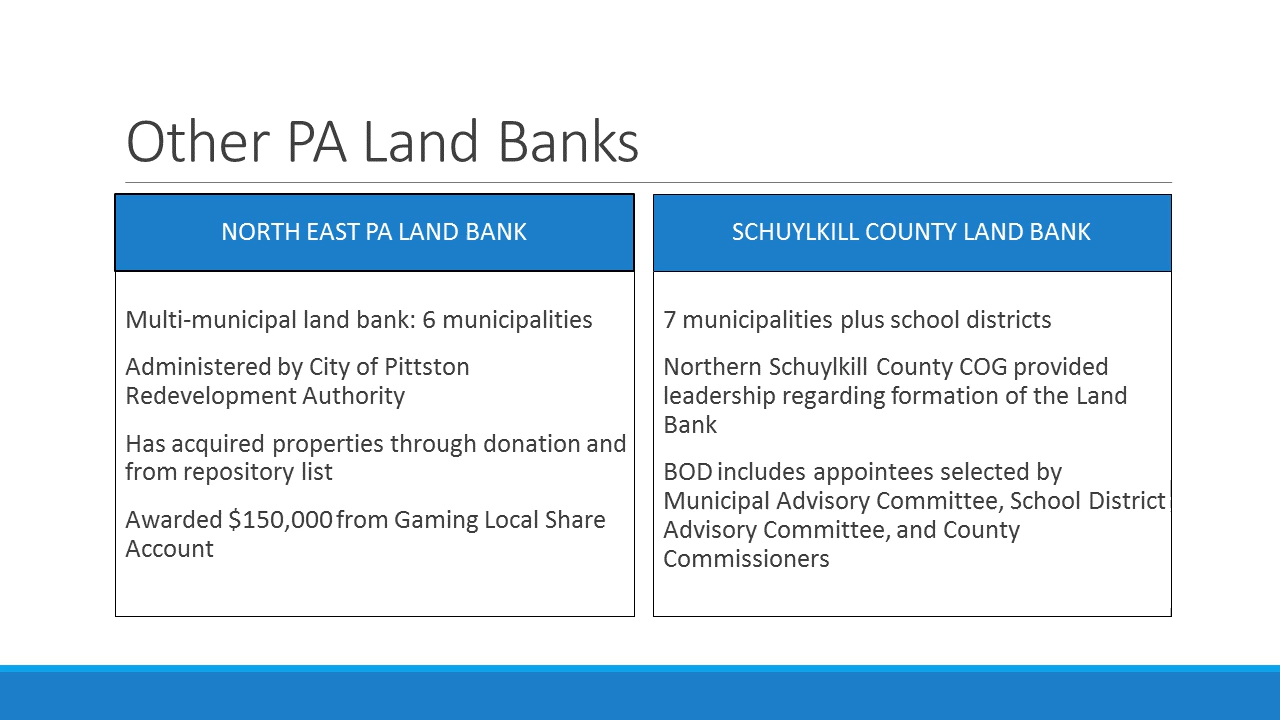 Other PA Land Banks
NORTH EAST PA LAND BANK
Multi-municipal land bank: 6 municipalities
Administered by City of Pittston
Redevelopment Authority
Has acquired properties through donation and
from repository list
Awarded $150,000 from Gaming Local Share
Account
SCHUYLKILL COUNTY LAND BANK
7 municipalities plus school districts
Northern Schuylkill County COG provided
leadership regarding formation of the Land
Bank
BOD includes appointees selected by
Municipal Advisory Committee, School District
Advisory Committee, and County
Commissioners